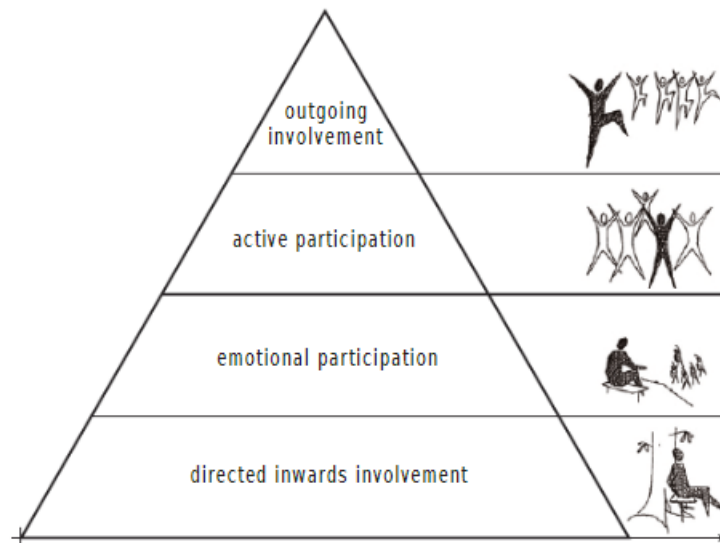 outgoing
involvement
active participation
emotional participation
directed inwards involvement